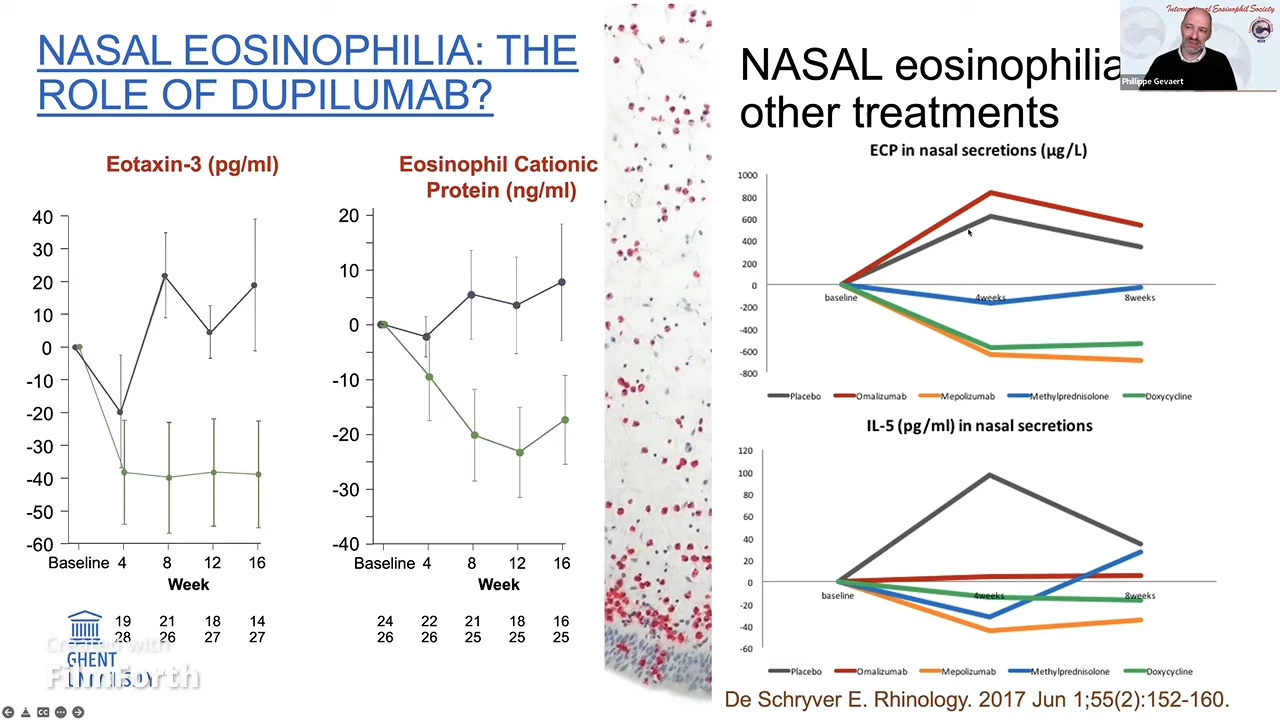 NASAL EOSINOPHILIA: THE
ROLE OF DUPILUMAB?
Eotaxin-3 (pg/ml)
40
30
20
10
0
-10
-20
-30
-40
-50
-60
Baseline 4 8 12 16
Week
19 21 18 14
28 26 27 27
Eosinophil Cationic
Protein (ng/ml)
20
10
0
-10
-20
-30
-40
Baseline 4 8 12 16
Week
24 22 21 18 16
26 26 25 25 25
GHENT
Created with
FilmForth
NASAL eosinophilia
other treatments
ECP in nasal secretions (µg/L)
1000
800
600
400
200
0
-200
-400
-600
-800
baseline 4weeks 8weeks
Placebo Omalizumab Mepolizumab Methylprednisolone Doxycycline
IL-5 (pg/ml) in nasal secretions
120
100
80
60
40
20
0
-20
-40
-60
baseline 4weeks 8weeks
Placebo Omalizumab Mepolizumab Methylprednisolone Doxycycline
De Schryver E. Rhinology. 2017 Jun 1;55(2):152-160.
International Eosinophil Society
Philippe Gevaert